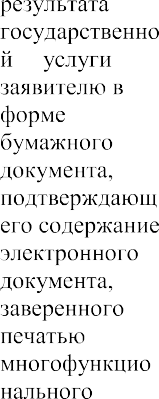 результата
государственно
й услуги
заявителю в
форме
бумажного
документа,
подтверждающ
его содержание
электронного
документа,
заверенного
печатью
многофункцио
нального